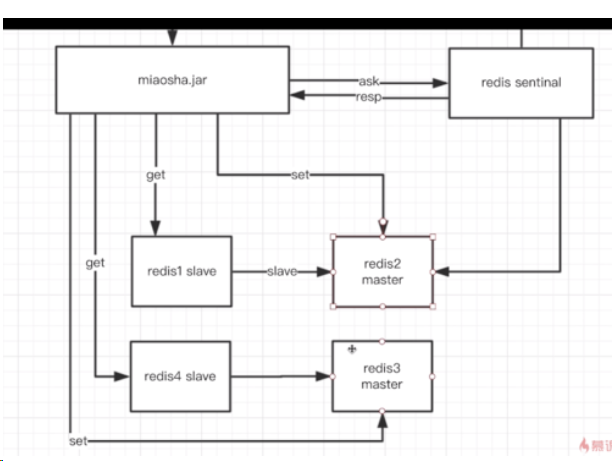 miaosha.jar
ask
resp
redis sentinal
get
set
get
redis1 slave
slave
redis2
master
redis4 slave
redis3
master
set